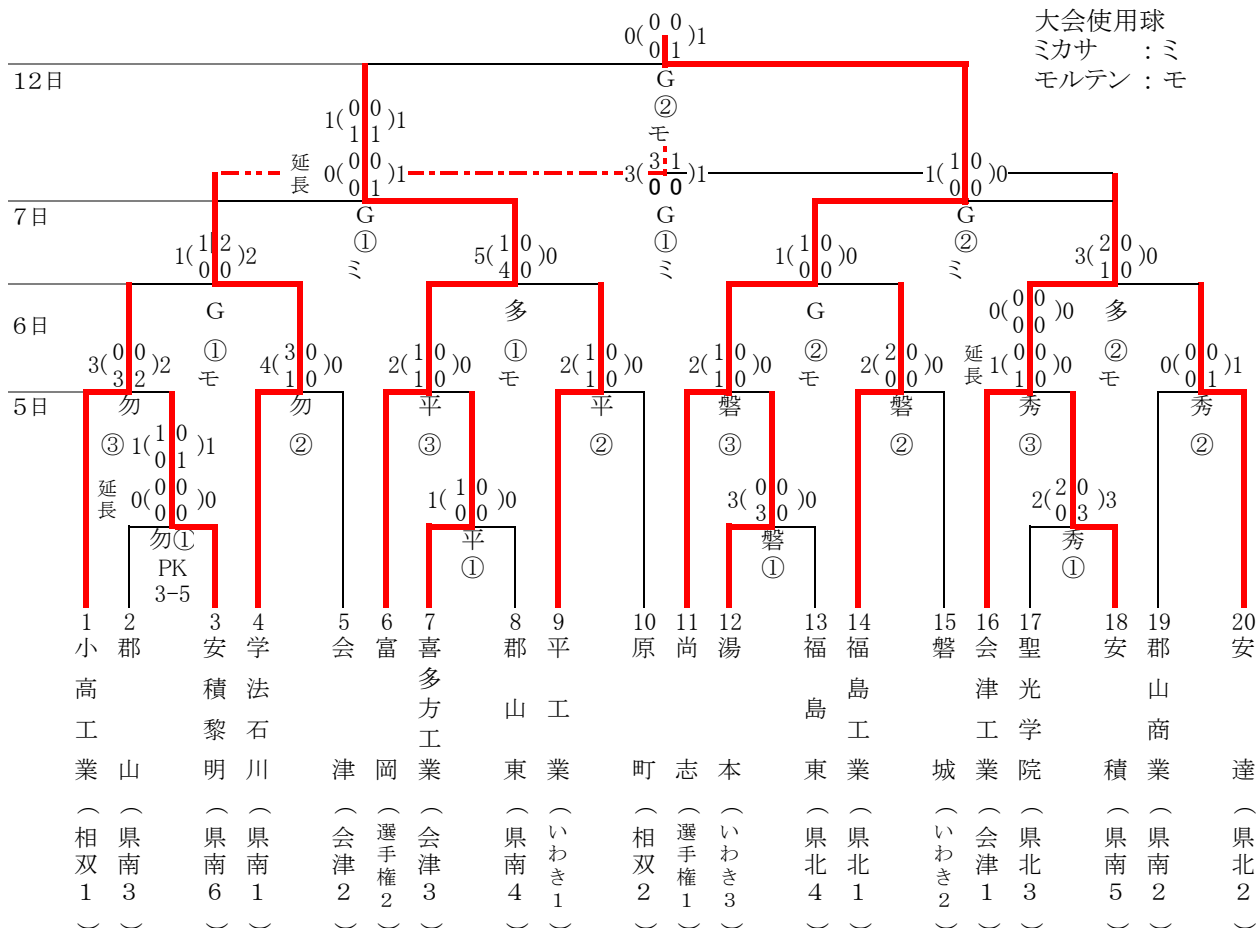 大会使用球
ミカサ : ミ
モルテン : モ
0(0 0)1
0 1
G
②
モ
12日
1(0 0)1
1 1
延長 0(0 0)1
0 1
G
①
ミ
3(3 1)1
0 0
G
①
ミ
1(1 0)0
0 0
G
②
ミ
7日
1(1 2)2
0 0
G
①
モ
5(1 0)0
4 0
多
①
モ
1(1 0)0
0 0
G
②
モ
3(2 0)0
1 0
多
②
モ
6日
3(0 0)2
3 2
勿
③
4(3 0)0
1 0
勿
②
2(1 0)0
1 0
平
③
2(1 0)0
1 0
平
②
2(1 0)0
1 0
磐
③
2(2 0)0
0 0
磐
②
0(0 0)0
0 0
延長 1(0 0)0
1 0
秀
③
0(0 0)1
0 1
秀
②
5日
1(1 0)1
0 1
延長 0(0 0)0
0 0
勿①
PK
3-5
1(1 0)0
0 0
平
①
3(0 0)0
3 0
磐
①
2(2 0)3
0 3
秀
①
1 小高工業(相双1)
2 郡山(県南3)
3 安積黎明(県南6)
4 学法石川(県南1)
5 会津(会津2)
6 富岡(選手権2)
7 喜多方工業(会津3)
8 郡山東(県南4)
9 平工業(いわき1)
10 原町(相双2)
11 尚志(選手権1)
12 湯本(いわき3)
13 福島東(県北4)
14 福島工業(県北1)
15 磐城(いわき2)
16 会津工業(会津1)
17 聖光学院(県北3)
18 安積(県南5)
19 郡山商業(県南2)
20 安達(県北2)